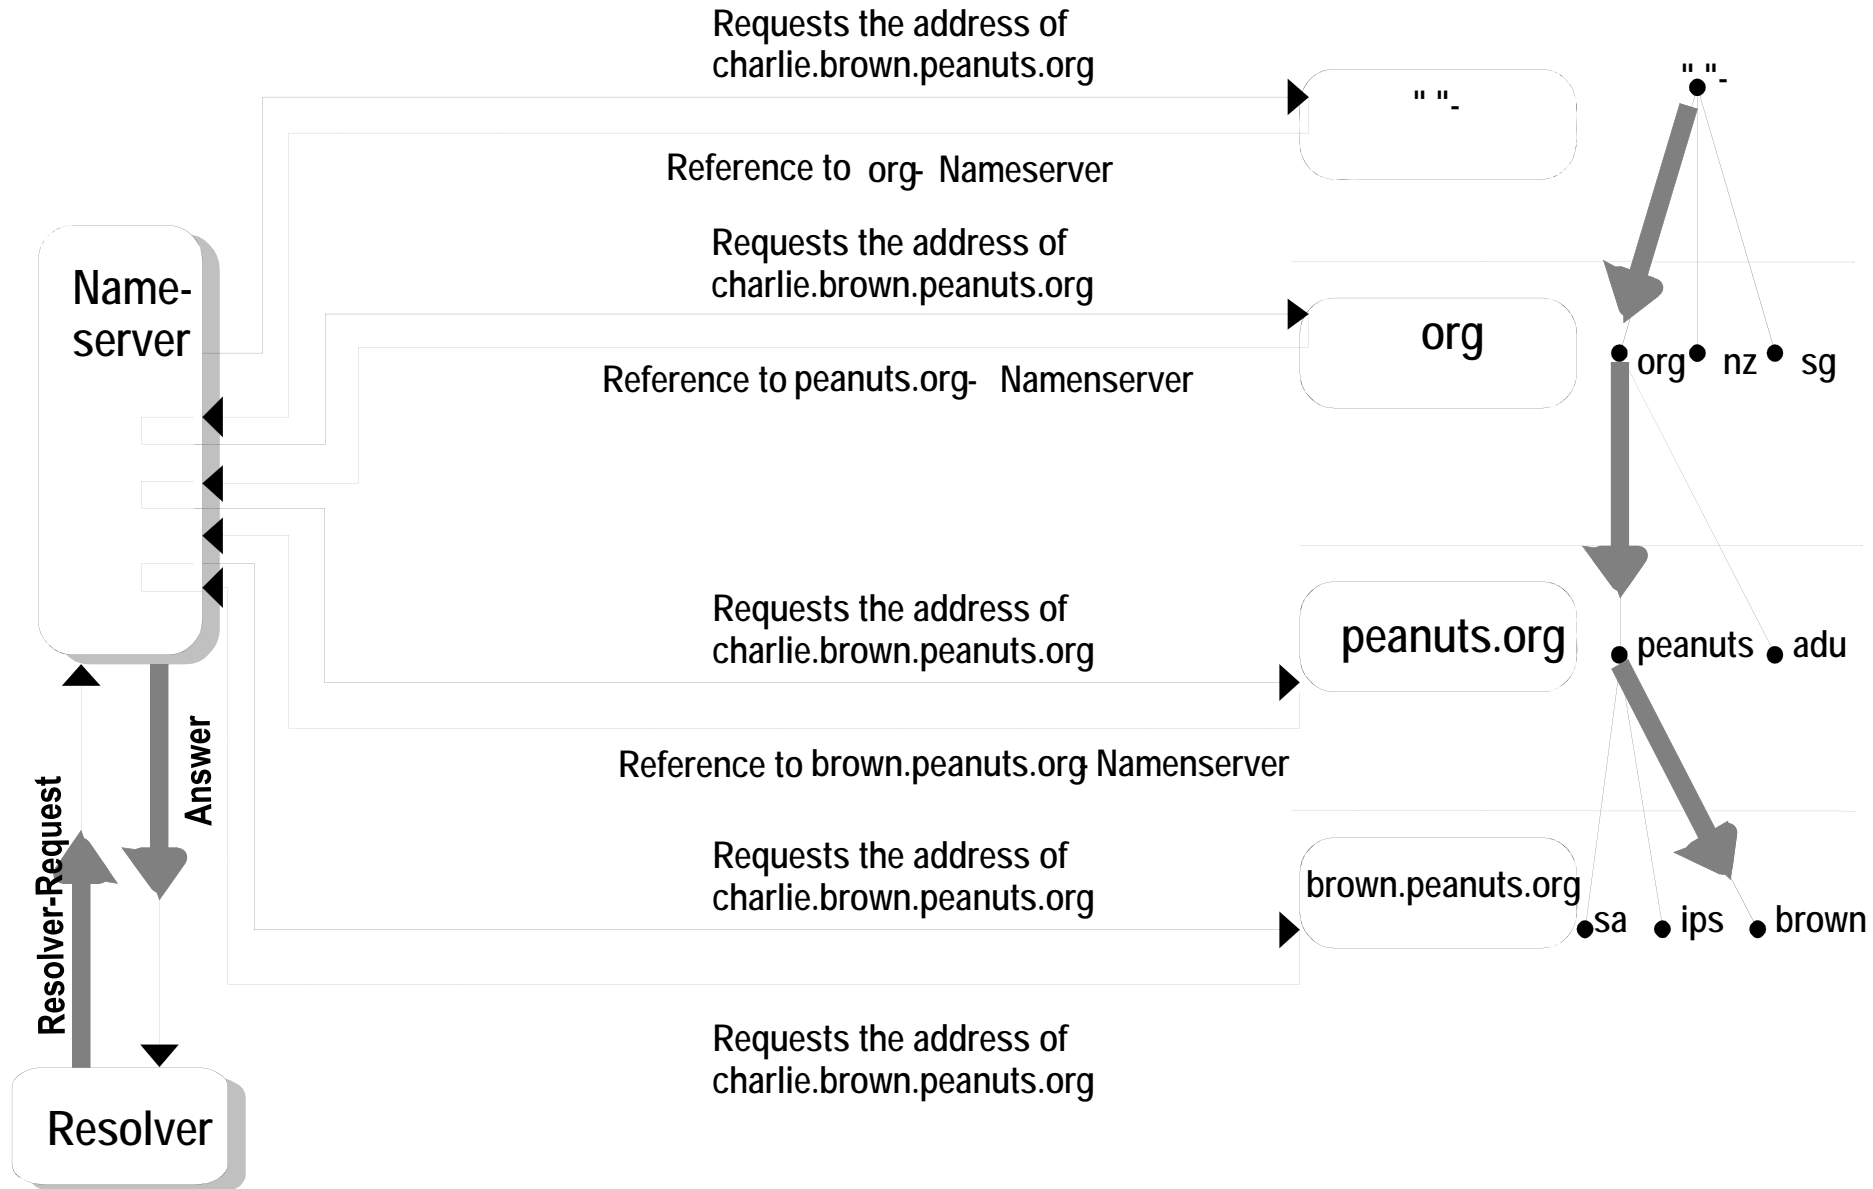 Requests the address of
charlie.brown.peanuts.org
" "-
" "-
Reference to org- Nameserver
Requests the address of
charlie.brown.peanuts.org
Name-
server
org
org nz sg
Reference to peanuts.org- Namenserver
Requests the address of
charlie.brown.peanuts.org
peanuts.org
peanuts adu
Answer
Reference to brown.peanuts.org- Namenserver
Resolver-Request
Requests the address of
charlie.brown.peanuts.org
brown.peanuts.org
sa ips brown
Requests the address of
charlie.brown.peanuts.org
Resolver